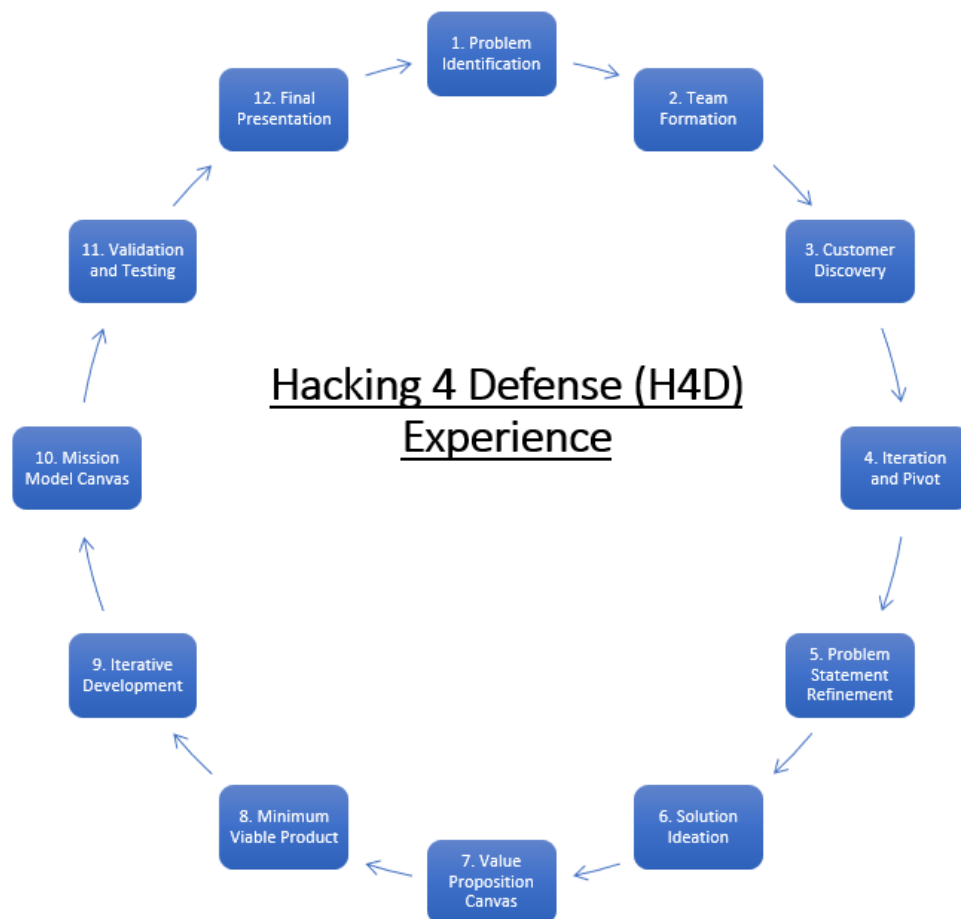 1. Problem
Identification
2. Team
Formation
3. Customer
Discovery
4. Iteration
and Pivot
5. Problem
Statement
Refinement
6. Solution
Ideation
7. Value
Proposition
Canvas
8. Minimum
Viable Product
9. Iterative
Development
10. Mission
Model Canvas
11. Validation
and Testing
12. Final
Presentation
Hacking 4 Defense (H4D)
Experience